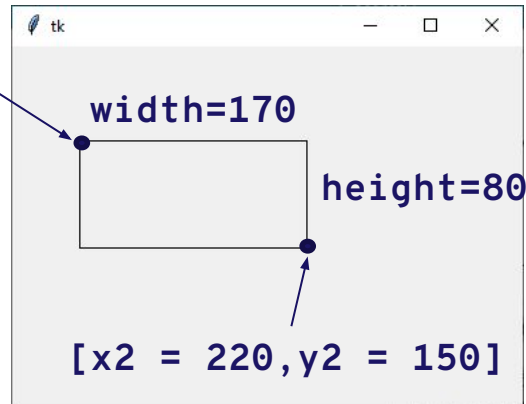 tk
width=170
height=80
[x2 = 220,y2 = 150]